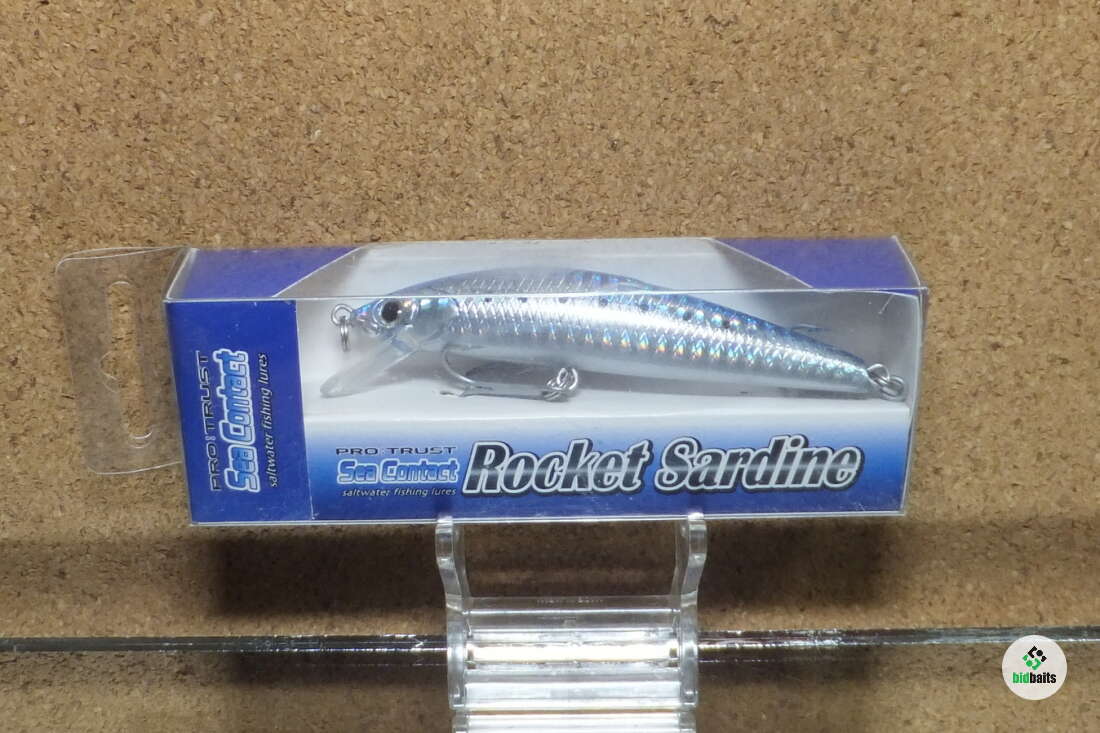 PRO:TRUST
Sea Contact
saltwater fishing lures
PRO:TRUST
Sea Contact
saltwater fishing lures
Rocket Sardine
bidbaits